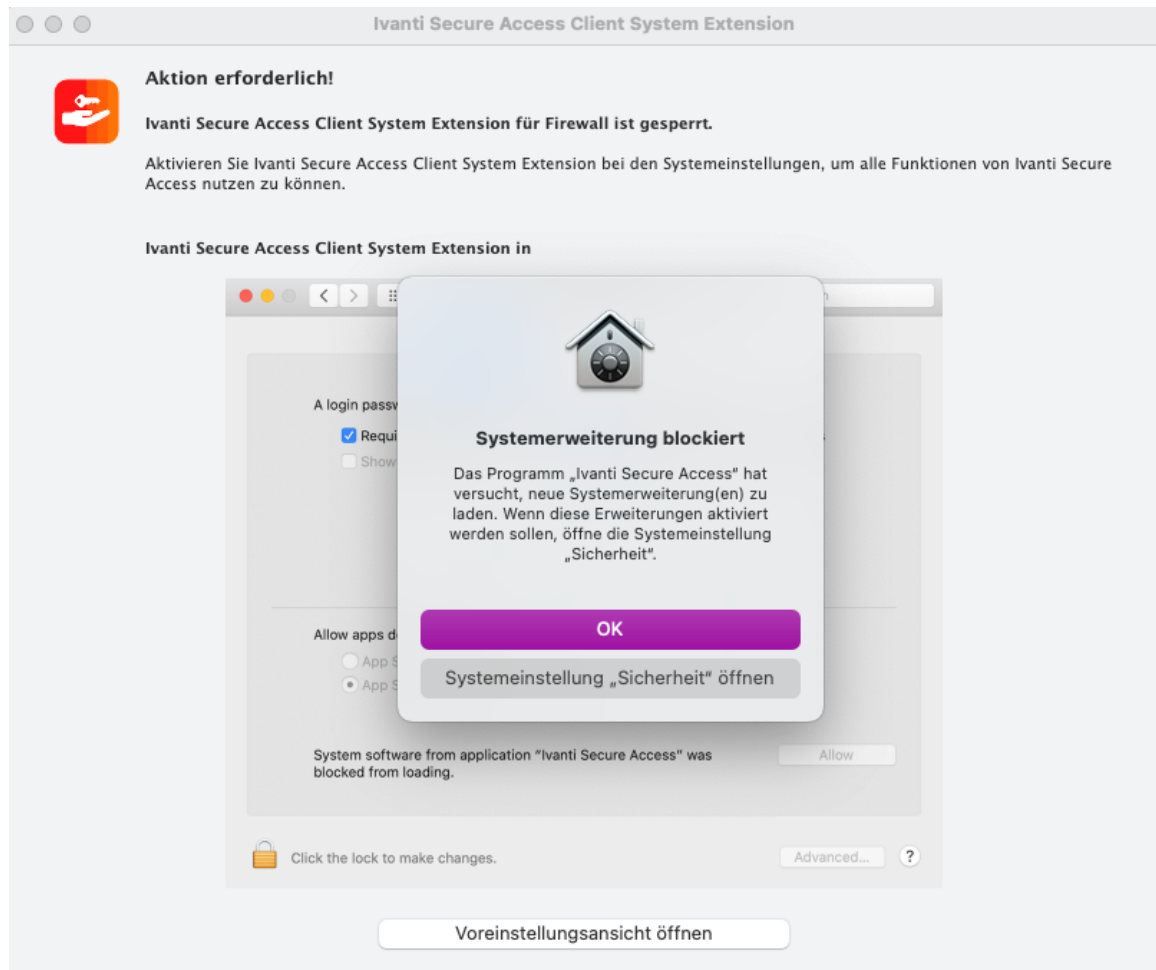 Ivanti Secure Access Client System Extension
Aktion erforderlich!
Ivanti Secure Access Client System Extension für Firewall ist gesperrt.
Aktivieren Sie Ivanti Secure Access Client System Extension bei den Systemeinstellungen, um alle Funktionen von Ivanti Secure
Access nutzen zu können.
Ivanti Secure Access Client System Extension in
A login passw
Requi
Show
Systemerweiterung blockiert
Das Programm „Ivanti Secure Access" hat
versucht, neue Systemerweiterung(en) zu
laden. Wenn diese Erweiterungen aktiviert
werden sollen, öffne die Systemeinstellung
„Sicherheit".
OK
Systemeinstellung „Sicherheit" öffnen
Allow apps d
App S
App S
System software from application "Ivanti Secure Access" was
blocked from loading.
Allow
Click the lock to make changes.
Advanced...
?
Voreinstellungsansicht öffnen